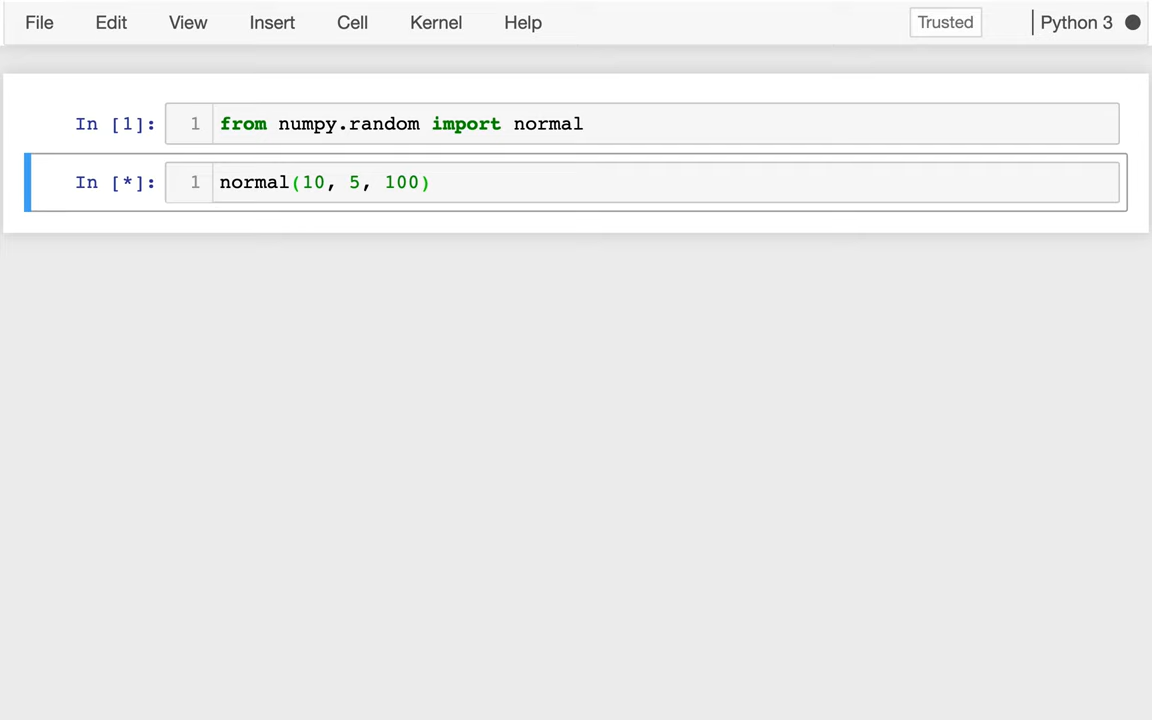 File Edit View Insert Cell Kernel Help Trusted Python 3
In [1]: 1 from numpy.random import normal
In [*]: 1 normal(10, 5, 100)